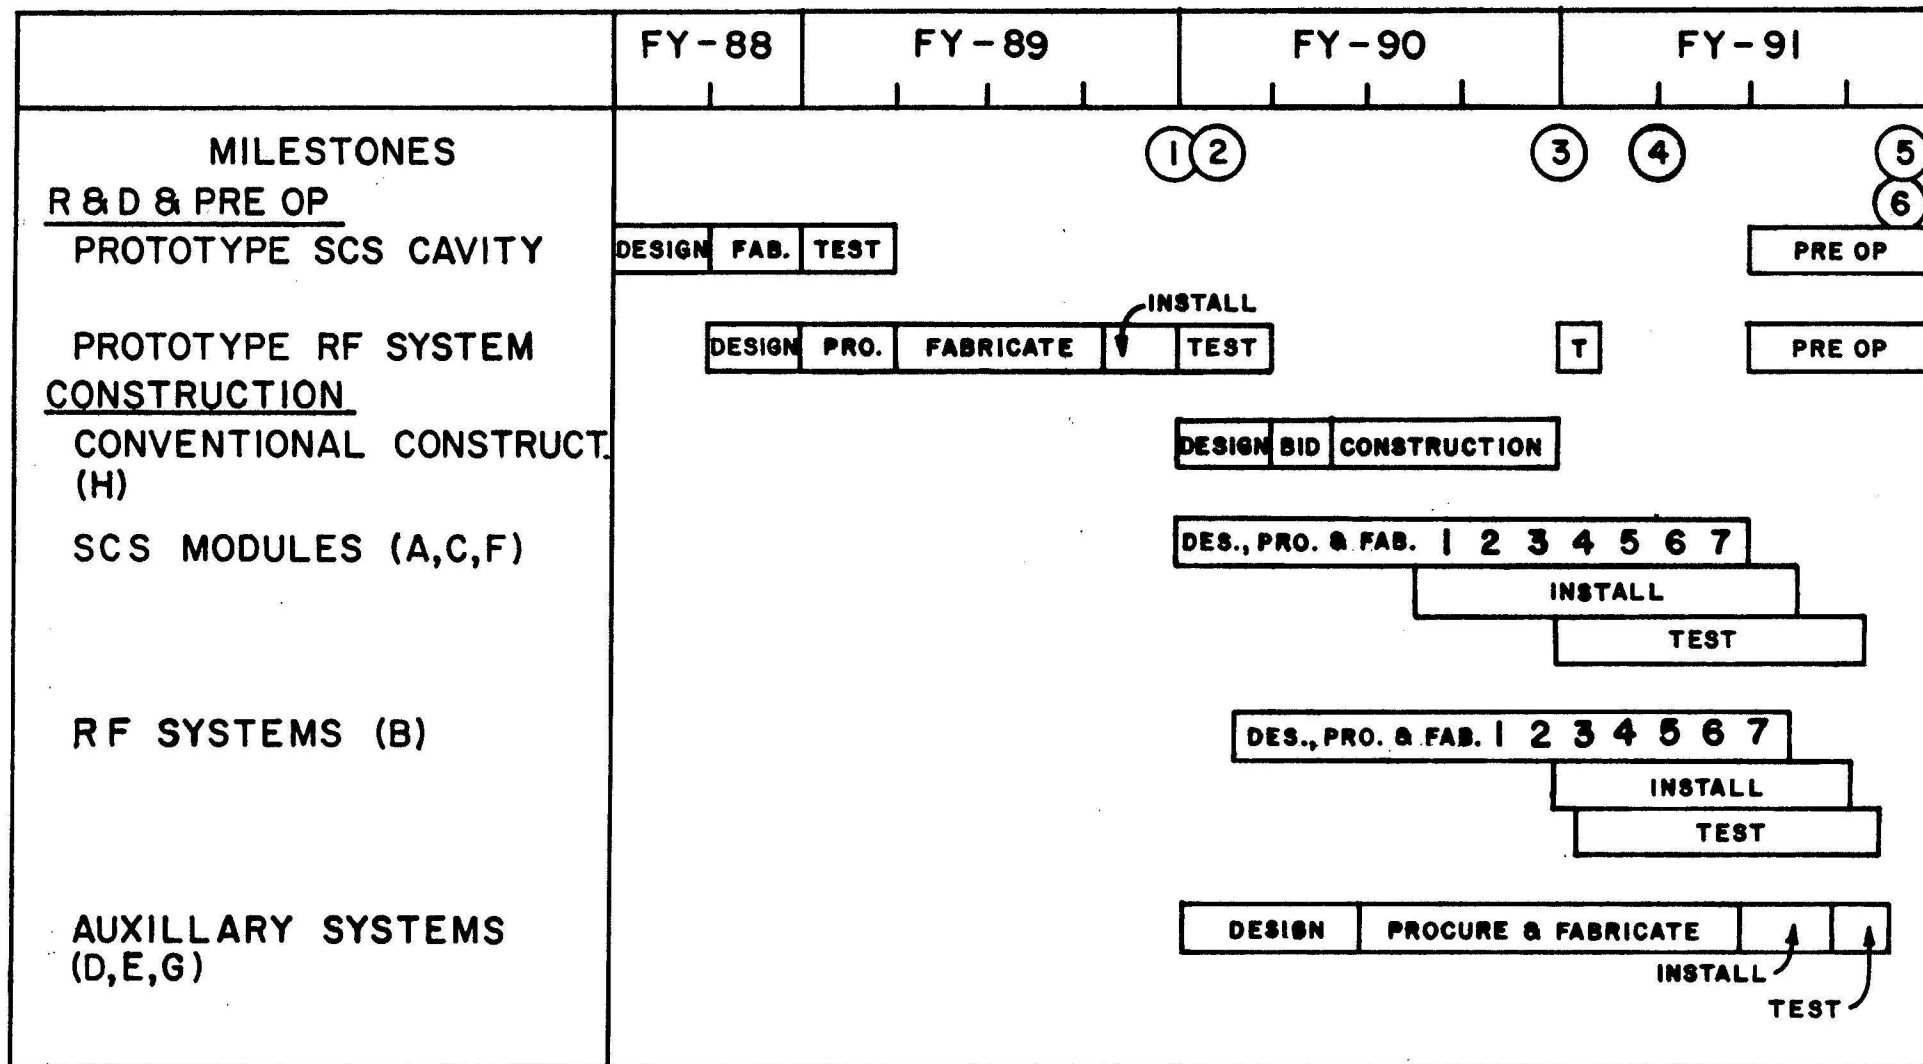 FY-88 FY-89 FY-90 FY-91
MILESTONES 1 2 3 4 5
R & D & PRE OP 6
PROTOTYPE SCS CAVITY DESIGN FAB. TEST PRE OP
INSTALL
PROTOTYPE RF SYSTEM DESIGN PRO. FABRICATE TEST T PRE OP
CONSTRUCTION
CONVENTIONAL CONSTRUCT. DESIGN BID CONSTRUCTION
(H)
SCS MODULES (A,C,F) DES., PRO. & FAB. 1 2 3 4 5 6 7
INSTALL
TEST
RF SYSTEMS (B) DES., PRO. & FAB. 1 2 3 4 5 6 7
INSTALL
TEST
AUXILLARY SYSTEMS DESIGN PROCURE & FABRICATE
(D,E,G) INSTALL
TEST